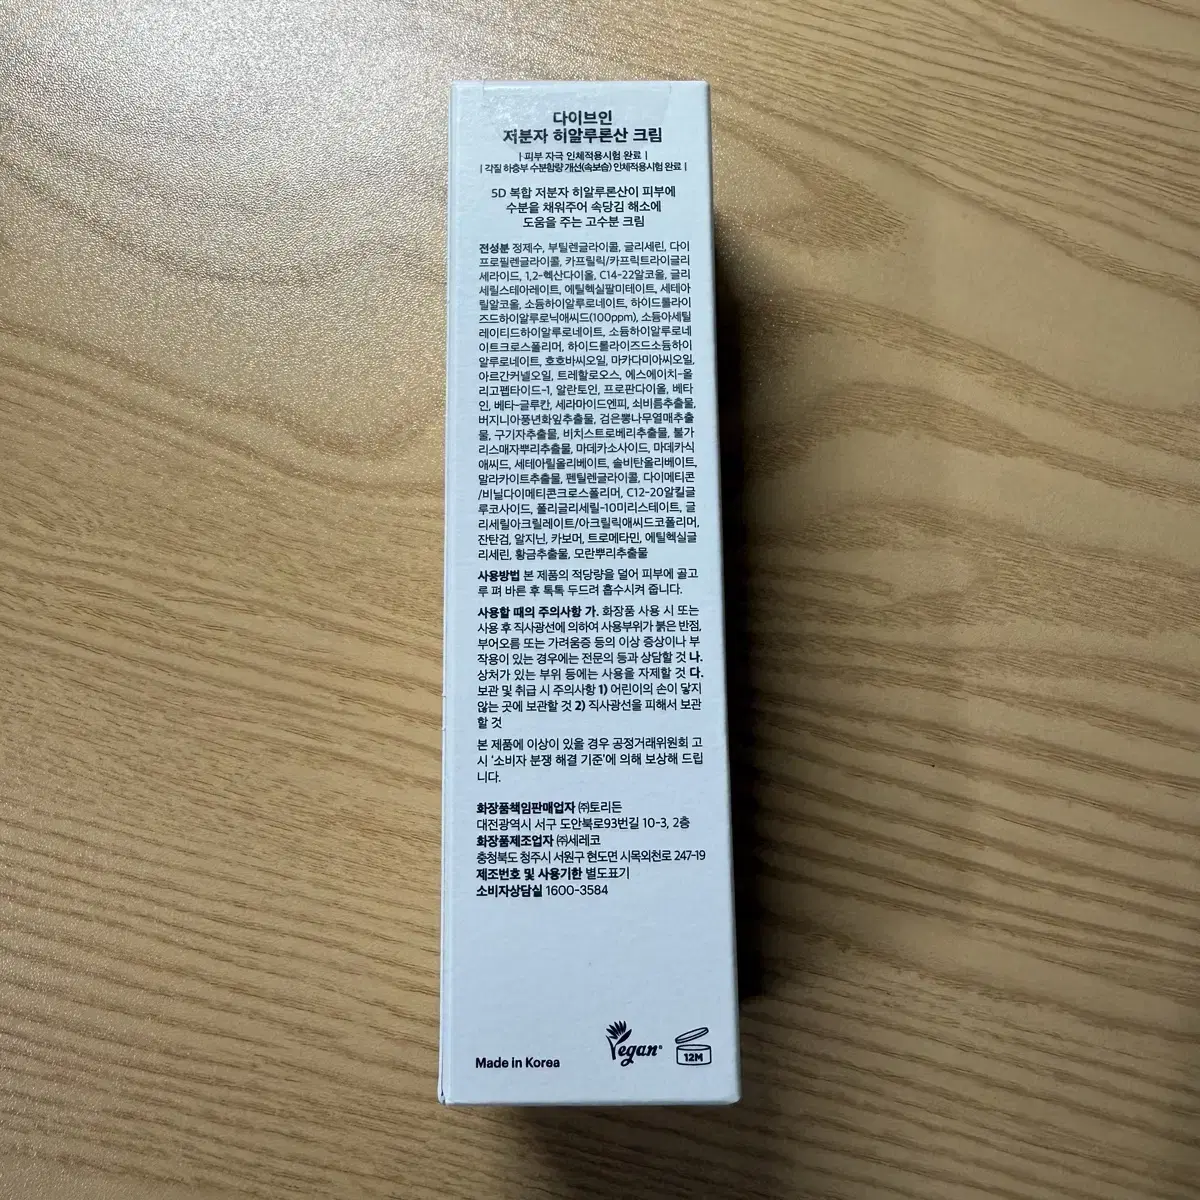 다이브인
저분자 히알루론산 크림
| 피부 자극 인체적용시험 완료 |
| 각질 하층부 수분함량 개선(속보습) 인체적용시험 완료 |
5D 복합 저분자 히알루론산이 피부에
수분을 채워주어 속당김 해소에
도움을 주는 고수분 크림
전성분 정제수, 부틸렌글라이콜, 글리세린, 다이
프로필렌글라이콜, 카프릴릭/카프릭트라이글리
세라이드, 1,2-헥산다이올, C14-22알코올, 글리
세릴스테아레이트, 에틸헥실팔미테이트, 세테아
릴알코올, 소듐하이알루로네이트, 하이드롤라이
즈드하이알루로닉애씨드(100ppm), 소듐아세틸
레이티드하이알루로네이트, 소듐하이알루로네
이트크로스폴리머, 하이드롤라이즈드소듐하이
알루로네이트, 호호바씨오일, 마카다미아씨오일,
아르간커넬오일, 트레할로오스, 에스에이치-올
리고펩타이드-1, 알란토인, 프로판다이올, 베타
인, 베타-글루칸, 세라마이드엔피, 쇠비름추출물,
버지니아풍년화잎추출물, 검은뽕나무열매추출
물, 구기자추출물, 비치스트로베리추출물, 불가
리스매자뿌리추출물, 마데카소사이드, 마데카식
애씨드, 세테아릴올리베이트, 솔비탄올리베이트,
말라카이트추출물, 펜틸렌글라이콜, 다이메티콘
/비닐다이메티콘크로스폴리머, C12-20알킬글
루코사이드, 폴리글리세릴-10미리스테이트, 글
리세릴아크릴레이트/아크릴릭애씨드코폴리머,
잔탄검, 알지닌, 카보머, 트로메타민, 에틸헥실글
리세린, 황금추출물, 모란뿌리추출물
사용방법 본 제품의 적당량을 덜어 피부에 골고
루 펴 바른 후 톡톡 두드려 흡수시켜 줍니다.
사용할 때의 주의사항 가. 화장품 사용 시 또는
사용 후 직사광선에 의하여 사용부위가 붉은 반점,
부어오름 또는 가려움증 등의 이상 증상이나 부
작용이 있는 경우에는 전문의 등과 상담할 것 나.
상처가 있는 부위 등에는 사용을 자제할 것 다.
보관 및 취급 시 주의사항 1) 어린이의 손이 닿지
않는 곳에 보관할 것 2) 직사광선을 피해서 보관
할 것
본 제품에 이상이 있을 경우 공정거래위원회 고
시 '소비자 분쟁 해결 기준'에 의해 보상해 드립
니다.
화장품책임판매업자 ㈜토리든
대전광역시 서구 도안북로93번길 10-3, 2층
화장품제조업자 ㈜세레코
충청북도 청주시 서원구 현도면 시목외천로 247-19
제조번호 및 사용기한 별도표기
소비자상담실 1600-3584
Made in Korea
Vegan
12M